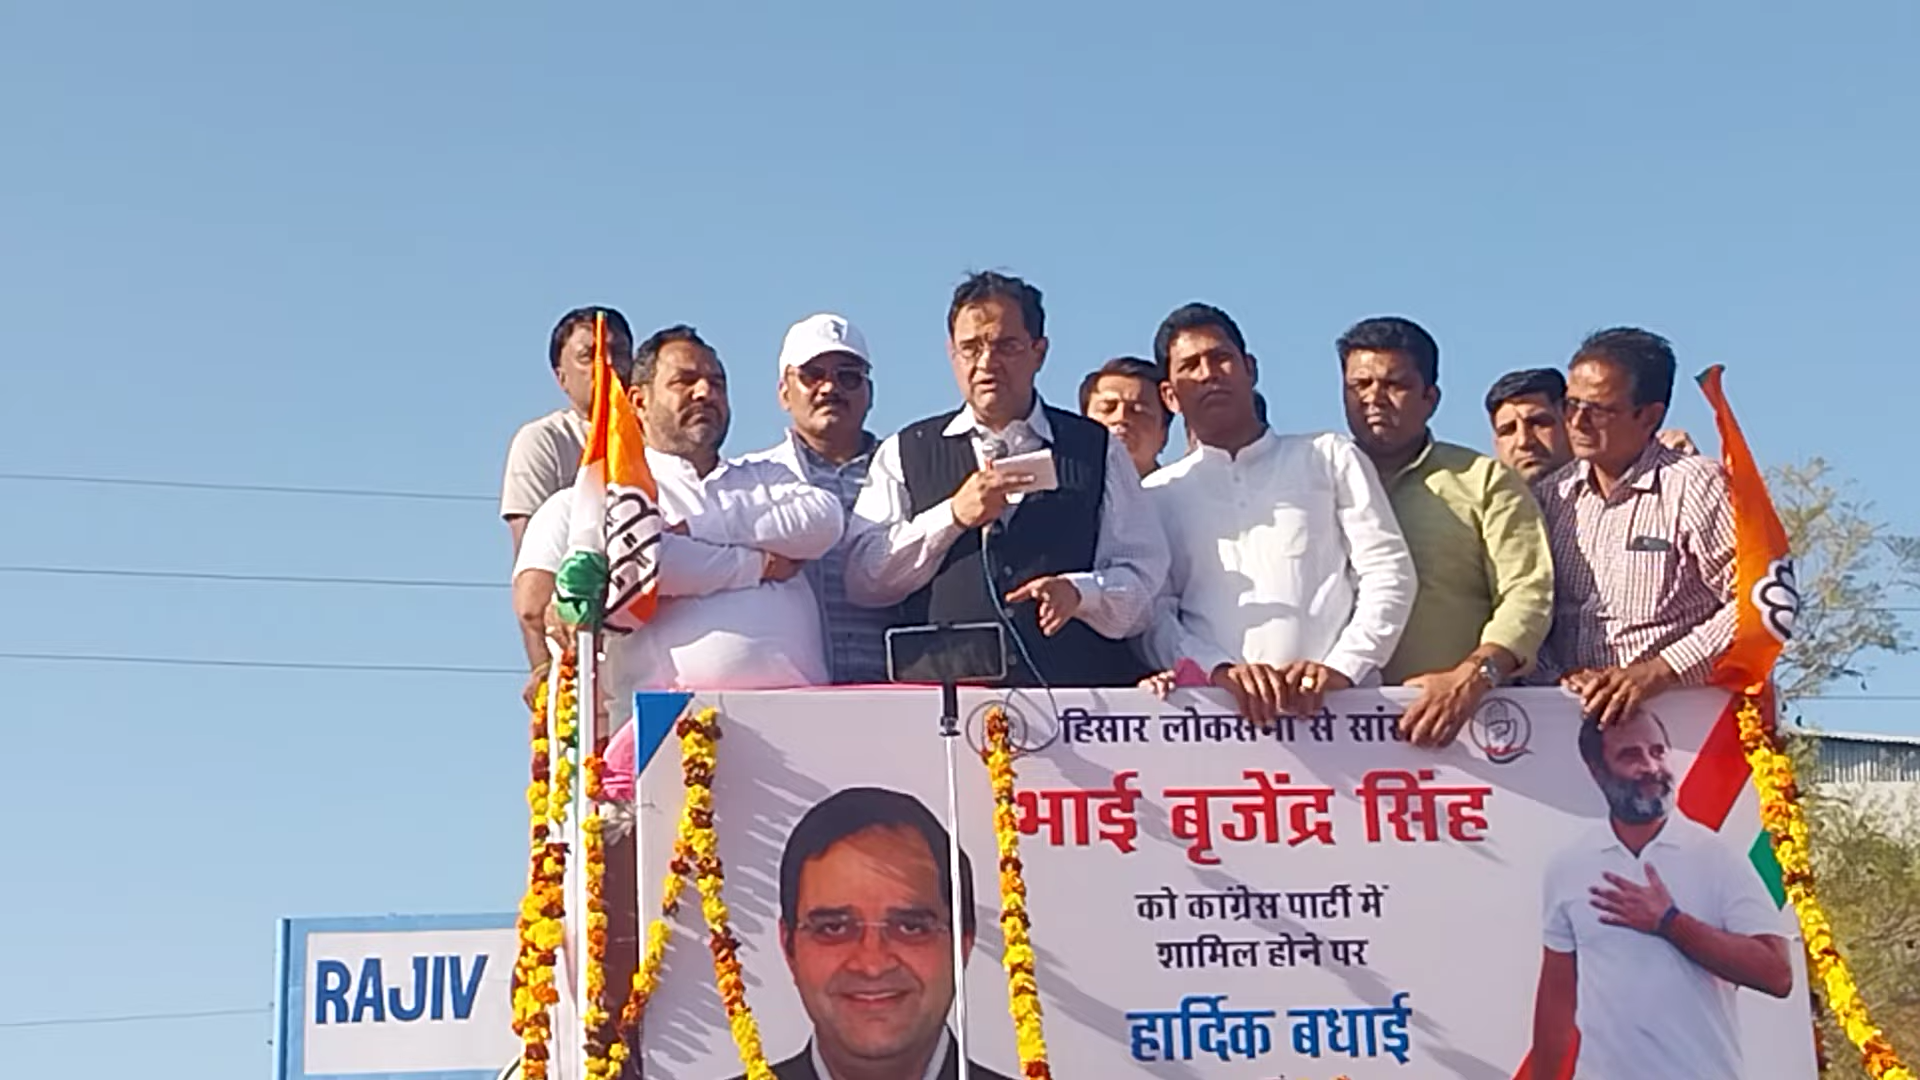 हिसार लोकसभा से
भाई बृजेंद्र सिंह
को कांग्रेस पार्टी में
शामिल होने पर
हार्दिक बधाई
RAJIV